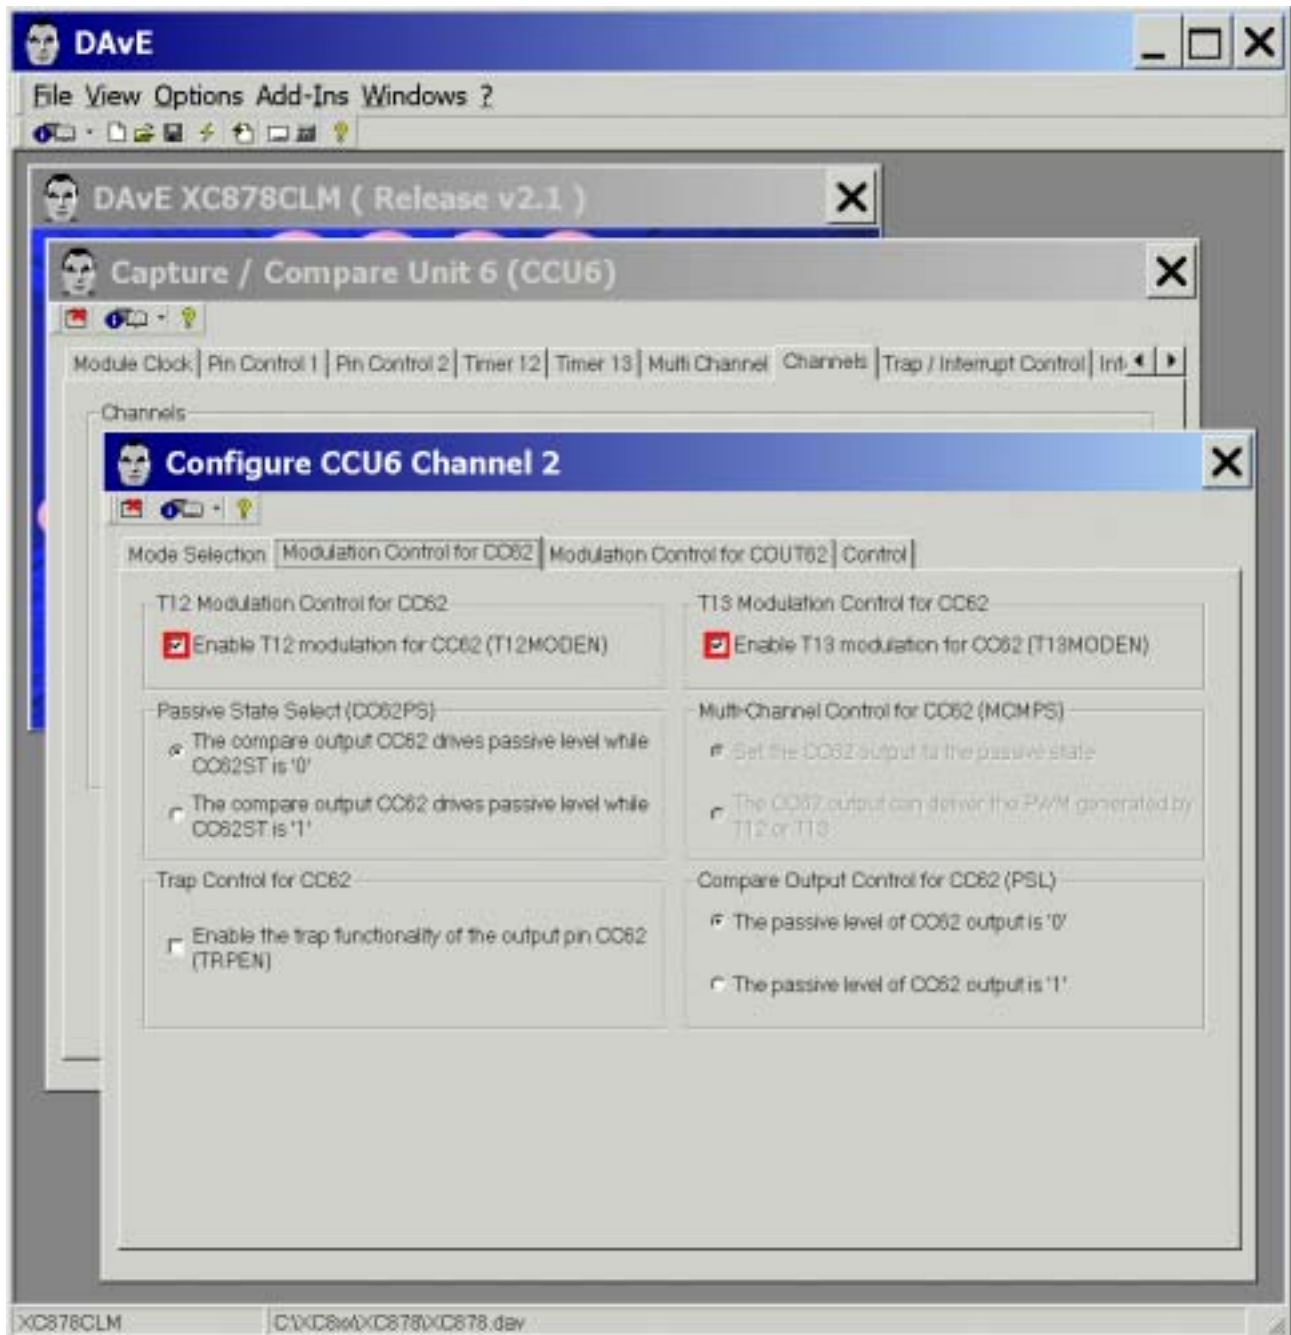 DAvE
File View Options Add-Ins Windows ?
DAvE XC878CLM ( Release v2.1 )
Capture / Compare Unit 6 (CCU6)
Module Clock Pin Control 1 Pin Control 2 Timer 12 Timer 13 Multi Channel Channels Trap / Interrupt Control Int
Channels
Configure CCU6 Channel 2
Mode Selection Modulation Control for CC62 Modulation Control for COUT62 Control
T12 Modulation Control for CC62
Enable T12 modulation for CC62 (T12MODEN)
T13 Modulation Control for CC62
Enable T13 modulation for CC62 (T13MODEN)
Passive State Select (CC62PS)
The compare output CC62 drives passive level while
CC62ST is '0'
The compare output CC62 drives passive level while
CC62ST is '1'
Multi-Channel Control for CC62 (MCMPS)
Set the CC62 output to the passive state
The CC62 output can deliver the PWM generated by
T12 or T13
Trap Control for CC62
Enable the trap functionality of the output pin CC62
(TRPEN)
Compare Output Control for CC62 (PSL)
The passive level of CC62 output is '0'
The passive level of CC62 output is '1'
XC878CLM C:\XC8xx\XC878\XC878.dav